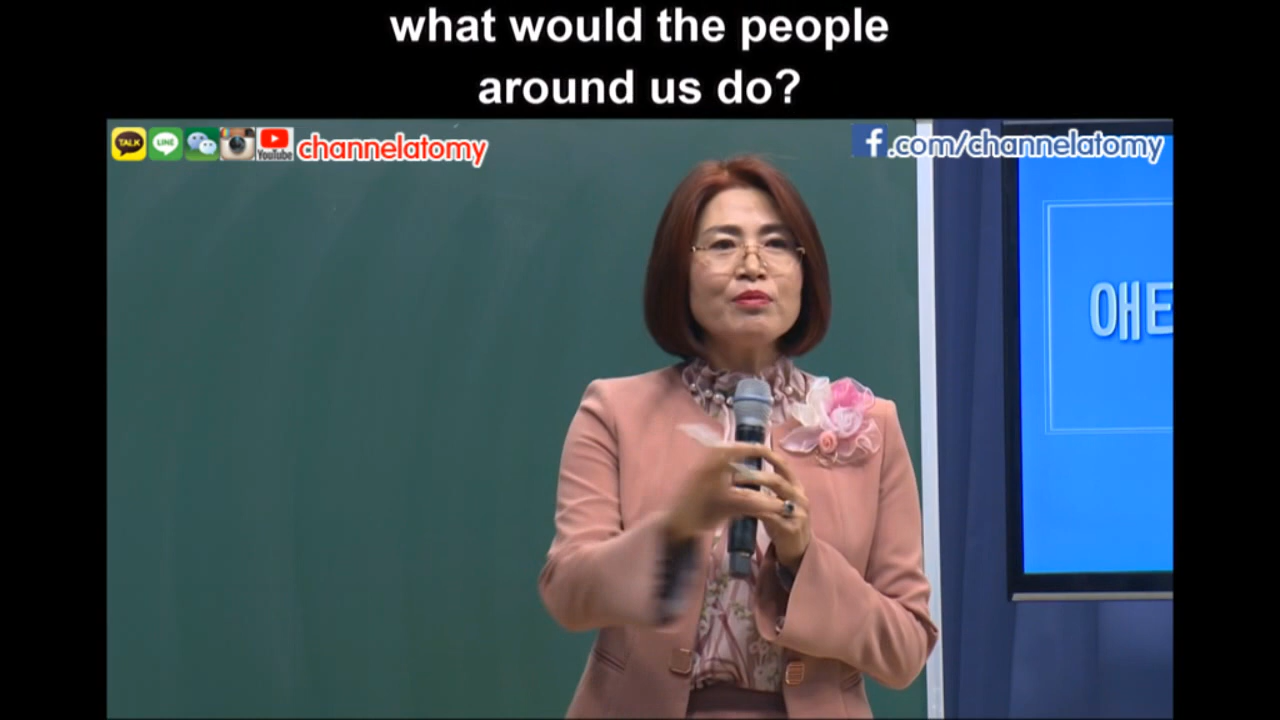 what would the people
around us do?
TALK
LINE
YouTube
channelatomy
f.com/channelatomy
애터